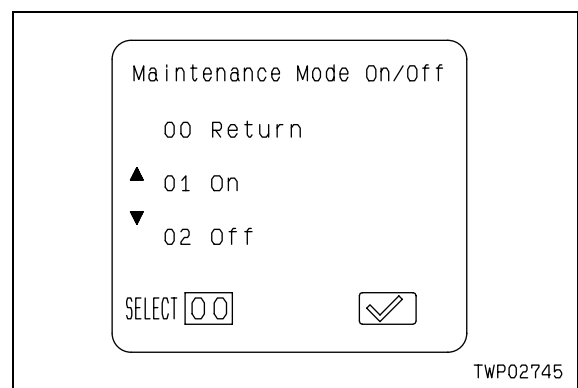 Maintenance Mode On/Off
00 Return
01 On
02 Off
SELECT 00
TWP02745